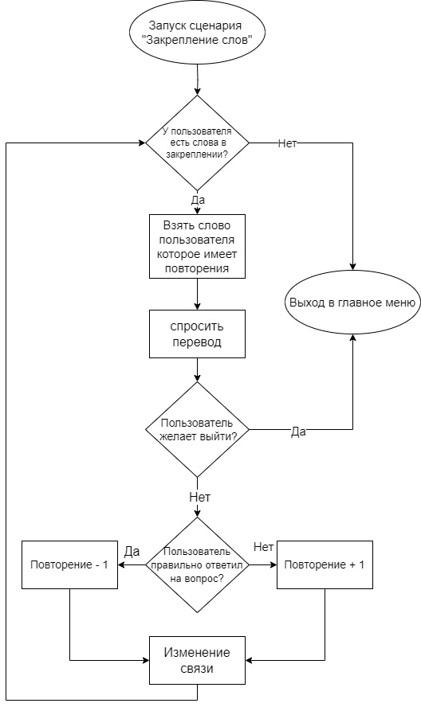 Запуск сценария
"Закрепление слов"
У пользователя
есть слова в
закреплении?
Нет
Да
Взять слово
пользователя
которое имеет
повторения
Выход в главное меню
спросить
перевод
Пользователь
желает выйти?
Да
Нет
Да
Пользователь
правильно ответил
на вопрос?
Нет
Повторение - 1
Повторение + 1
Изменение
связи